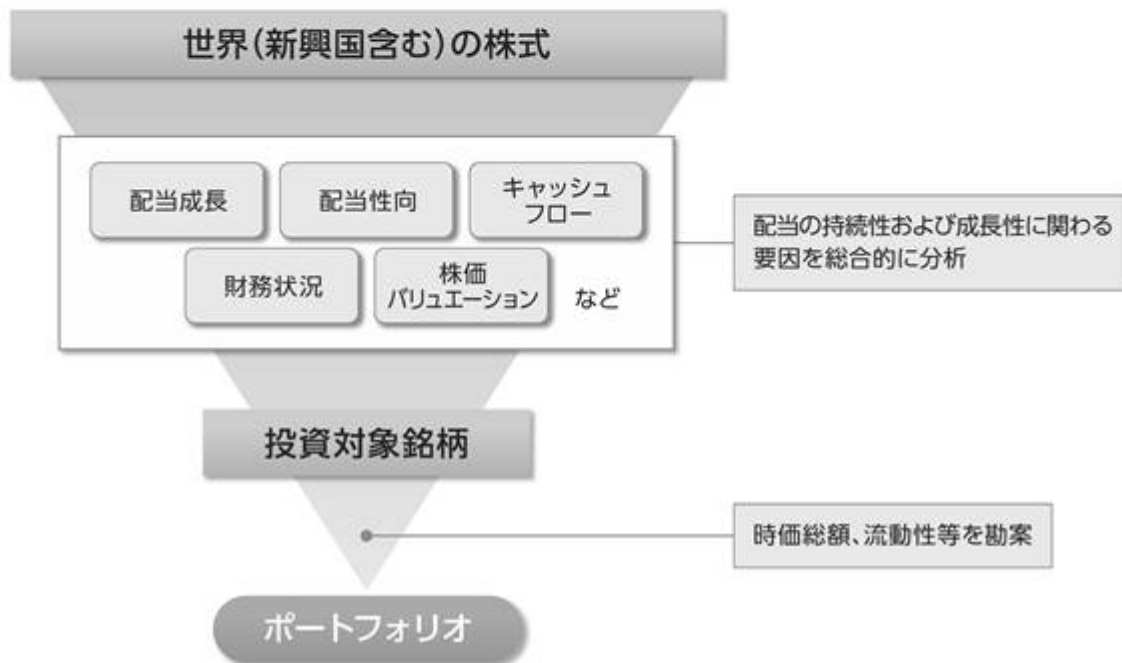 世界(新興国含む)の株式
配当成長
配当性向
キャッシュ
フロー
財務状況
株価
バリュエーション
など
配当の持続性および成長性に関わる
要因を総合的に分析
投資対象銘柄
時価総額、流動性等を勘案
ポートフォリオ